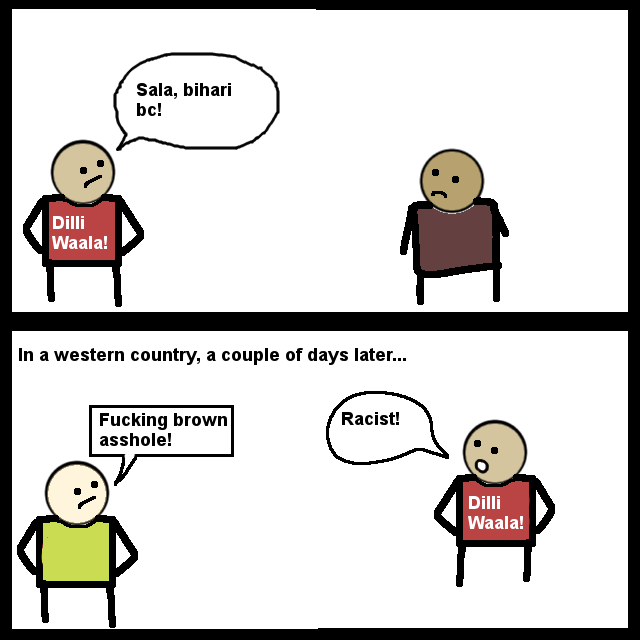 Sala, bihari
bc!
Dilli
Waala!
In a western country, a couple of days later...
Fucking brown
asshole!
Racist!
Dilli
Waala!